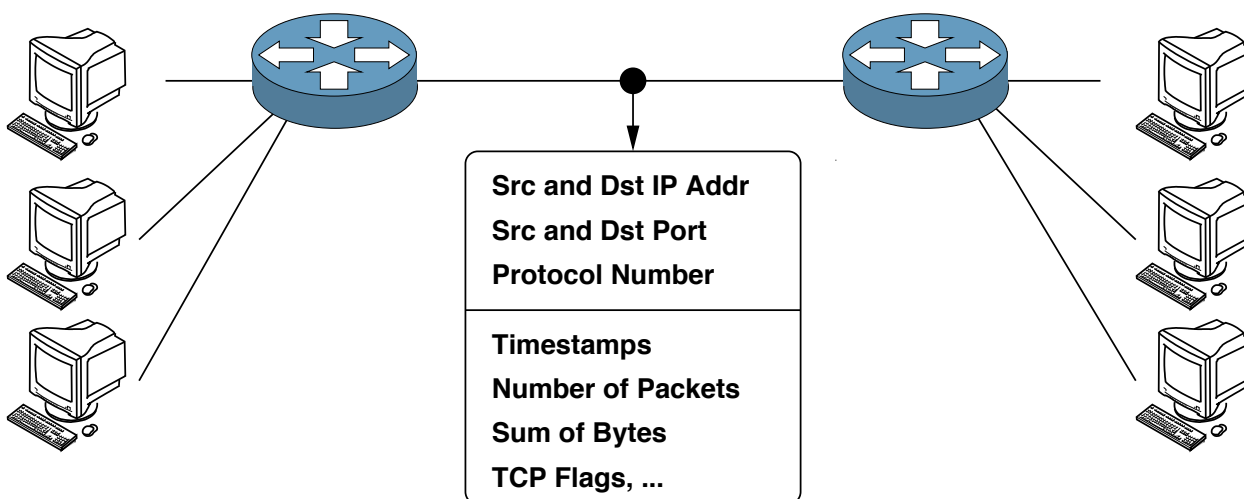 Src and Dst IP Addr
Src and Dst Port
Protocol Number
Timestamps
Number of Packets
Sum of Bytes
TCP Flags, ...